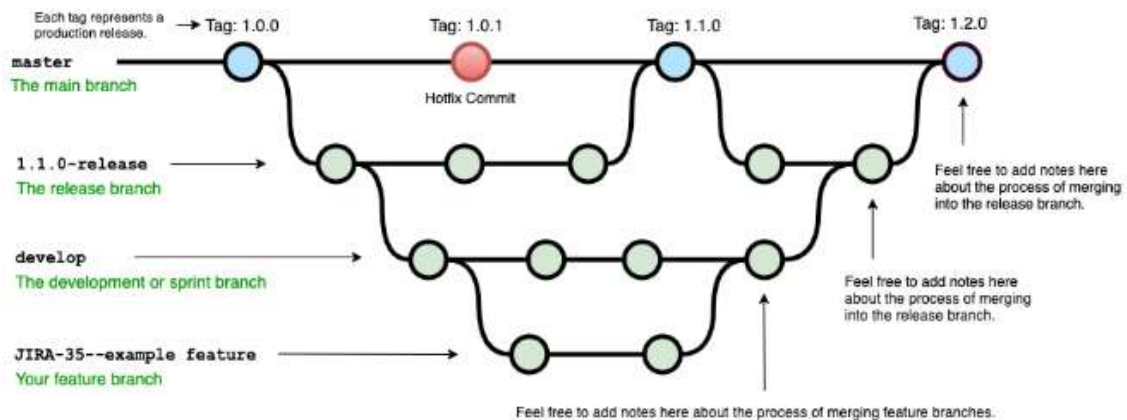 Each tag represents a
production release.
Tag: 1.0.0
Tag: 1.0.1
Tag: 1.1.0
Tag: 1.2.0
master
The main branch
Hotfix Commit
1.1.0-release
The release branch
Feel free to add notes here
about the process of merging
into the release branch.
develop
The development or sprint branch
Feel free to add notes here
about the process of merging
into the release branch.
JIRA-35--example feature
Your feature branch
Feel free to add notes here about the process of merging feature branches.